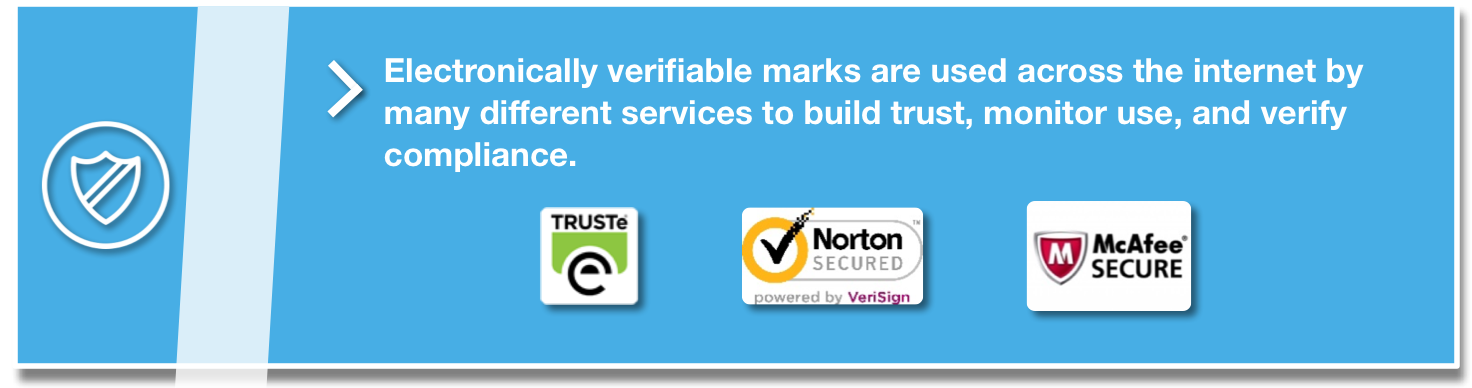 Electronically verifiable marks are used across the internet by
many different services to build trust, monitor use, and verify
compliance.
TRUSTe
e
Norton™
SECURED
powered by VeriSign
M
McAfee®
SECURE